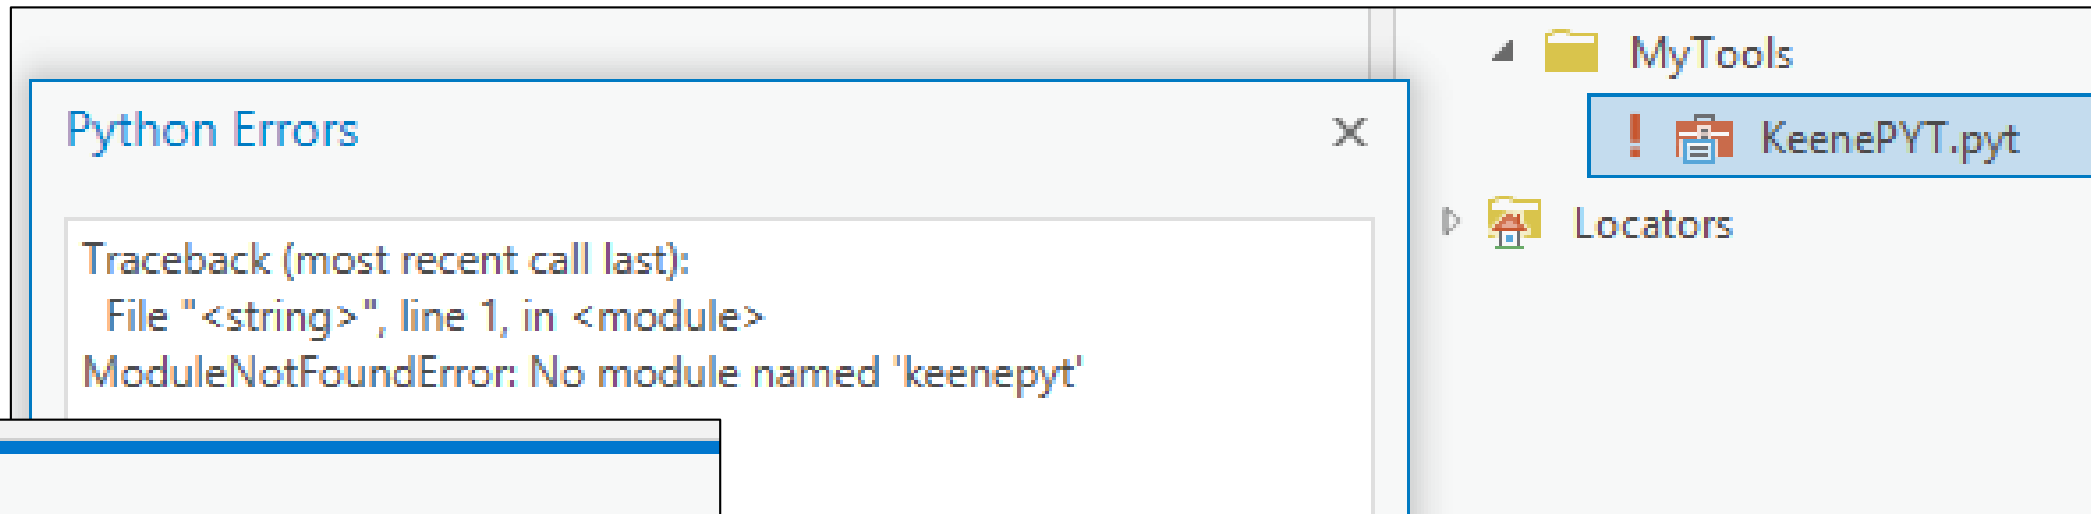 MyTools
Python Errors
KeenePYT.pyt
Locators
Traceback (most recent call last):
File "<string>", line 1, in <module>
ModuleNotFoundError: No module named 'keenepyt'